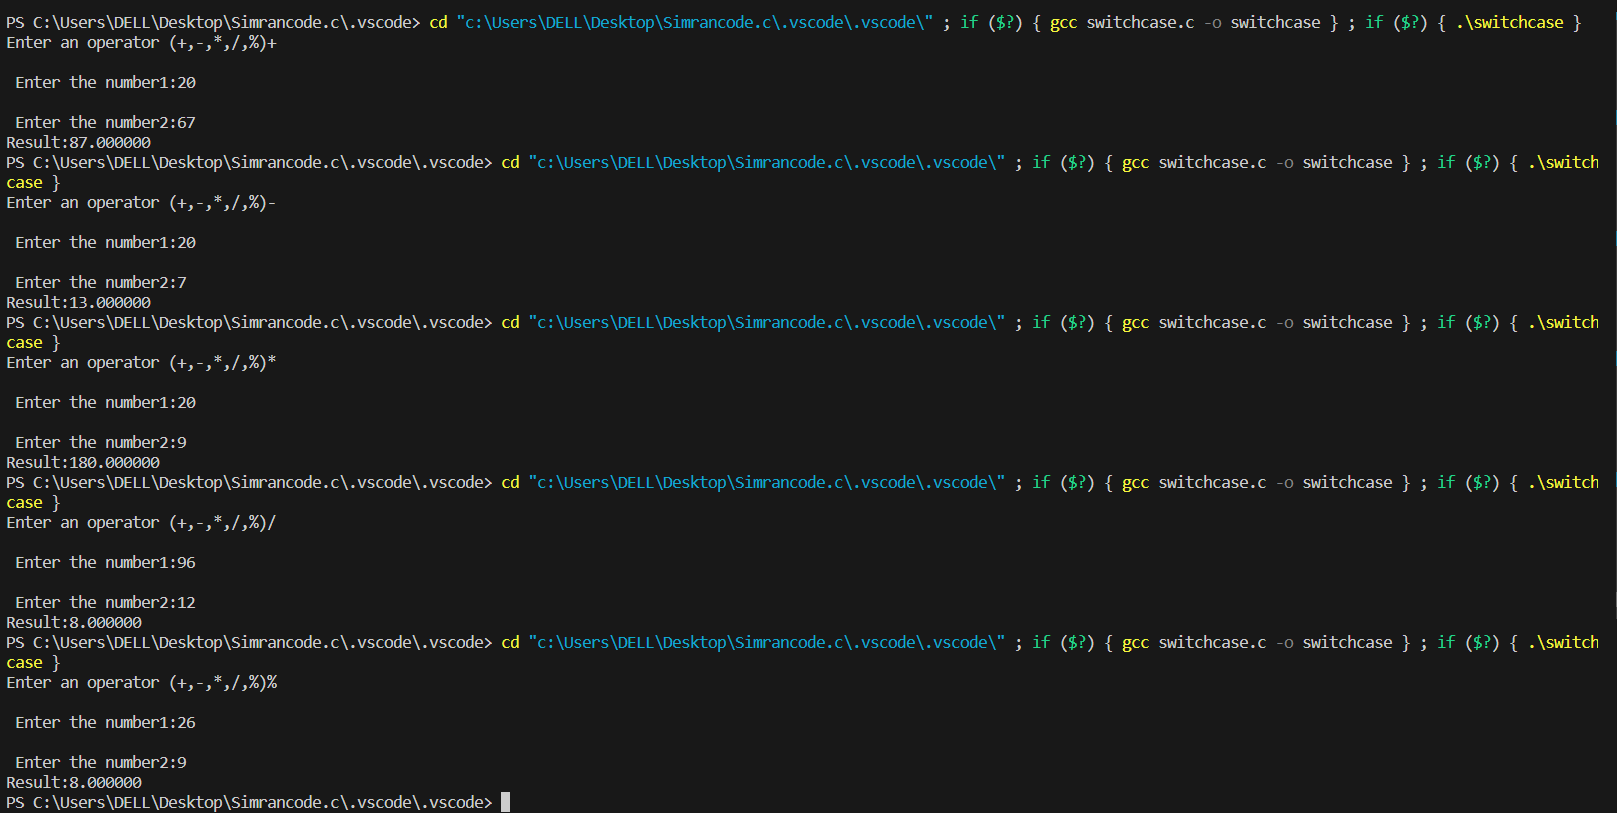 PS C:\Users\DELL\Desktop\Simrancode.c\.vscode> cd "c:\Users\DELL\Desktop\Simrancode.c\.vscode\.vscode\" ; if ($?) { gcc switchcase.c -o switchcase } ; if ($?) { .\switchcase }
Enter an operator (+,-,*,/,%)+
Enter the number1:20
Enter the number2:67
Result:87.000000
PS C:\Users\DELL\Desktop\Simrancode.c\.vscode\.vscode> cd "c:\Users\DELL\Desktop\Simrancode.c\.vscode\.vscode\" ; if ($?) { gcc switchcase.c -o switchcase } ; if ($?) { .\switch
case }
Enter an operator (+,-,*,/,%)-
Enter the number1:20
Enter the number2:7
Result:13.000000
PS C:\Users\DELL\Desktop\Simrancode.c\.vscode\.vscode> cd "c:\Users\DELL\Desktop\Simrancode.c\.vscode\.vscode\" ; if ($?) { gcc switchcase.c -o switchcase } ; if ($?) { .\switch
case }
Enter an operator (+,-,*,/,%)*
Enter the number1:20
Enter the number2:9
Result:180.000000
PS C:\Users\DELL\Desktop\Simrancode.c\.vscode\.vscode> cd "c:\Users\DELL\Desktop\Simrancode.c\.vscode\.vscode\" ; if ($?) { gcc switchcase.c -o switchcase } ; if ($?) { .\switch
case }
Enter an operator (+,-,*,/,%)/
Enter the number1:96
Enter the number2:12
Result:8.000000
PS C:\Users\DELL\Desktop\Simrancode.c\.vscode\.vscode> cd "c:\Users\DELL\Desktop\Simrancode.c\.vscode\.vscode\" ; if ($?) { gcc switchcase.c -o switchcase } ; if ($?) { .\switch
case }
Enter an operator (+,-,*,/,%)%
Enter the number1:26
Enter the number2:9
Result:8.000000
PS C:\Users\DELL\Desktop\Simrancode.c\.vscode\.vscode>